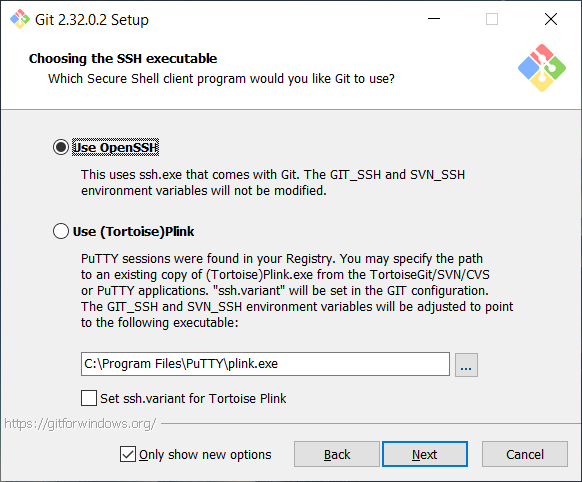 Git 2.32.0.2 Setup
Choosing the SSH executable
Which Secure Shell client program would you like Git to use?
Use OpenSSH
This uses ssh.exe that comes with Git. The GIT_SSH and SVN_SSH
environment variables will not be modified.
Use (Tortoise)Plink
PuTTY sessions were found in your Registry. You may specify the path
to an existing copy of (Tortoise)Plink.exe from the TortoiseGit/SVN/CVS
or PuTTY applications. "ssh.variant" will be set in the GIT configuration.
The GIT_SSH and SVN_SSH environment variables will be adjusted to point
to the following executable:
C:\Program Files\PuTTY\plink.exe
...
Set ssh.variant for Tortoise Plink
https://gitforwindows.org/
Only show new options
Back
Next
Cancel